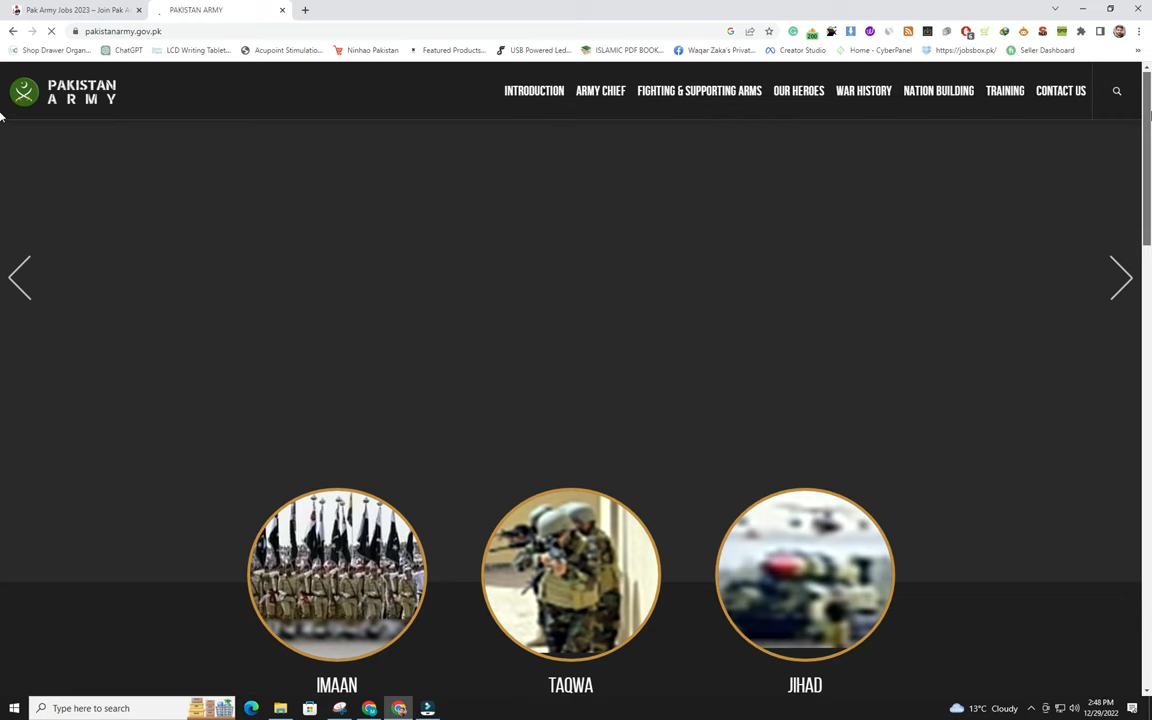 Pak Army Jobs 2023 – Join Pak A
PAKISTAN ARMY
pakistanarmy.gov.pk
Shop Drawer Organ...
ChatGPT
LCD Writing Tablet...
Acupoint Stimulatio...
Ninhao Pakistan
Featured Products...
USB Powered Led...
ISLAMIC PDF BOOK...
Waqar Zaka's Privat...
Creator Studio
Home - CyberPanel
https://jobsbox.pk/
Seller Dashboard
PAKISTAN
ARMY
INTRODUCTION
ARMY CHIEF
FIGHTING & SUPPORTING ARMS
OUR HEROES
WAR HISTORY
NATION BUILDING
TRAINING
CONTACT US
IMAAN
TAQWA
JIHAD
Type here to search
13°C Cloudy
2:48 PM
12/29/2022